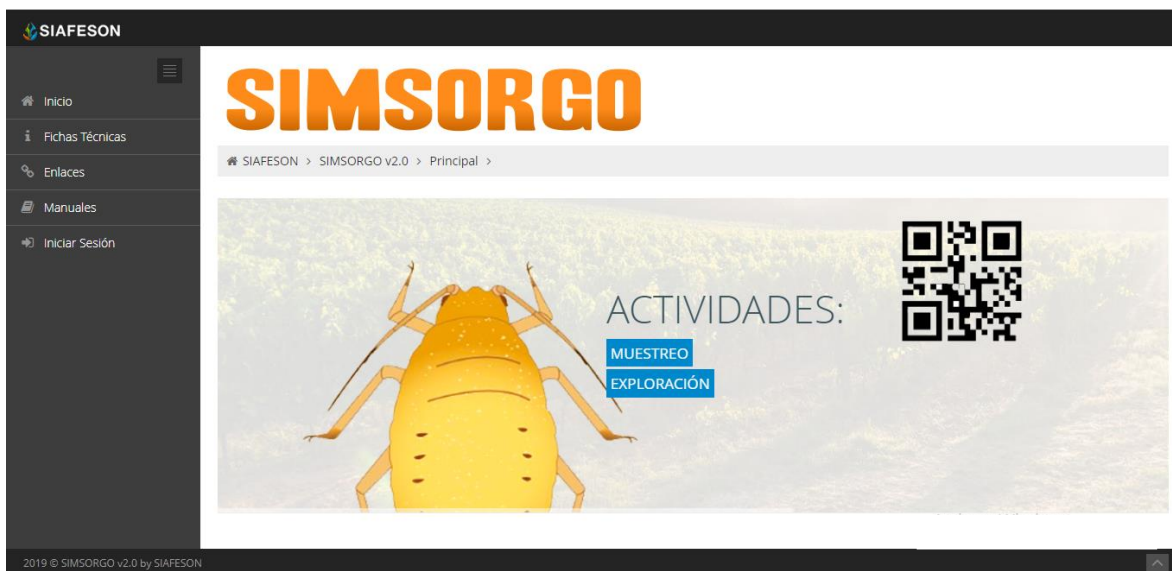 SIAFESON
Inicio
Fichas Técnicas
Enlaces
Manuales
Iniciar Sesión
SIMSORGO
SIAFESON > SIMSORGO v2.0 > Principal >
ACTIVIDADES:
MUESTREO
EXPLORACIÓN
2019 © SIMSORGO v2.0 by SIAFESON